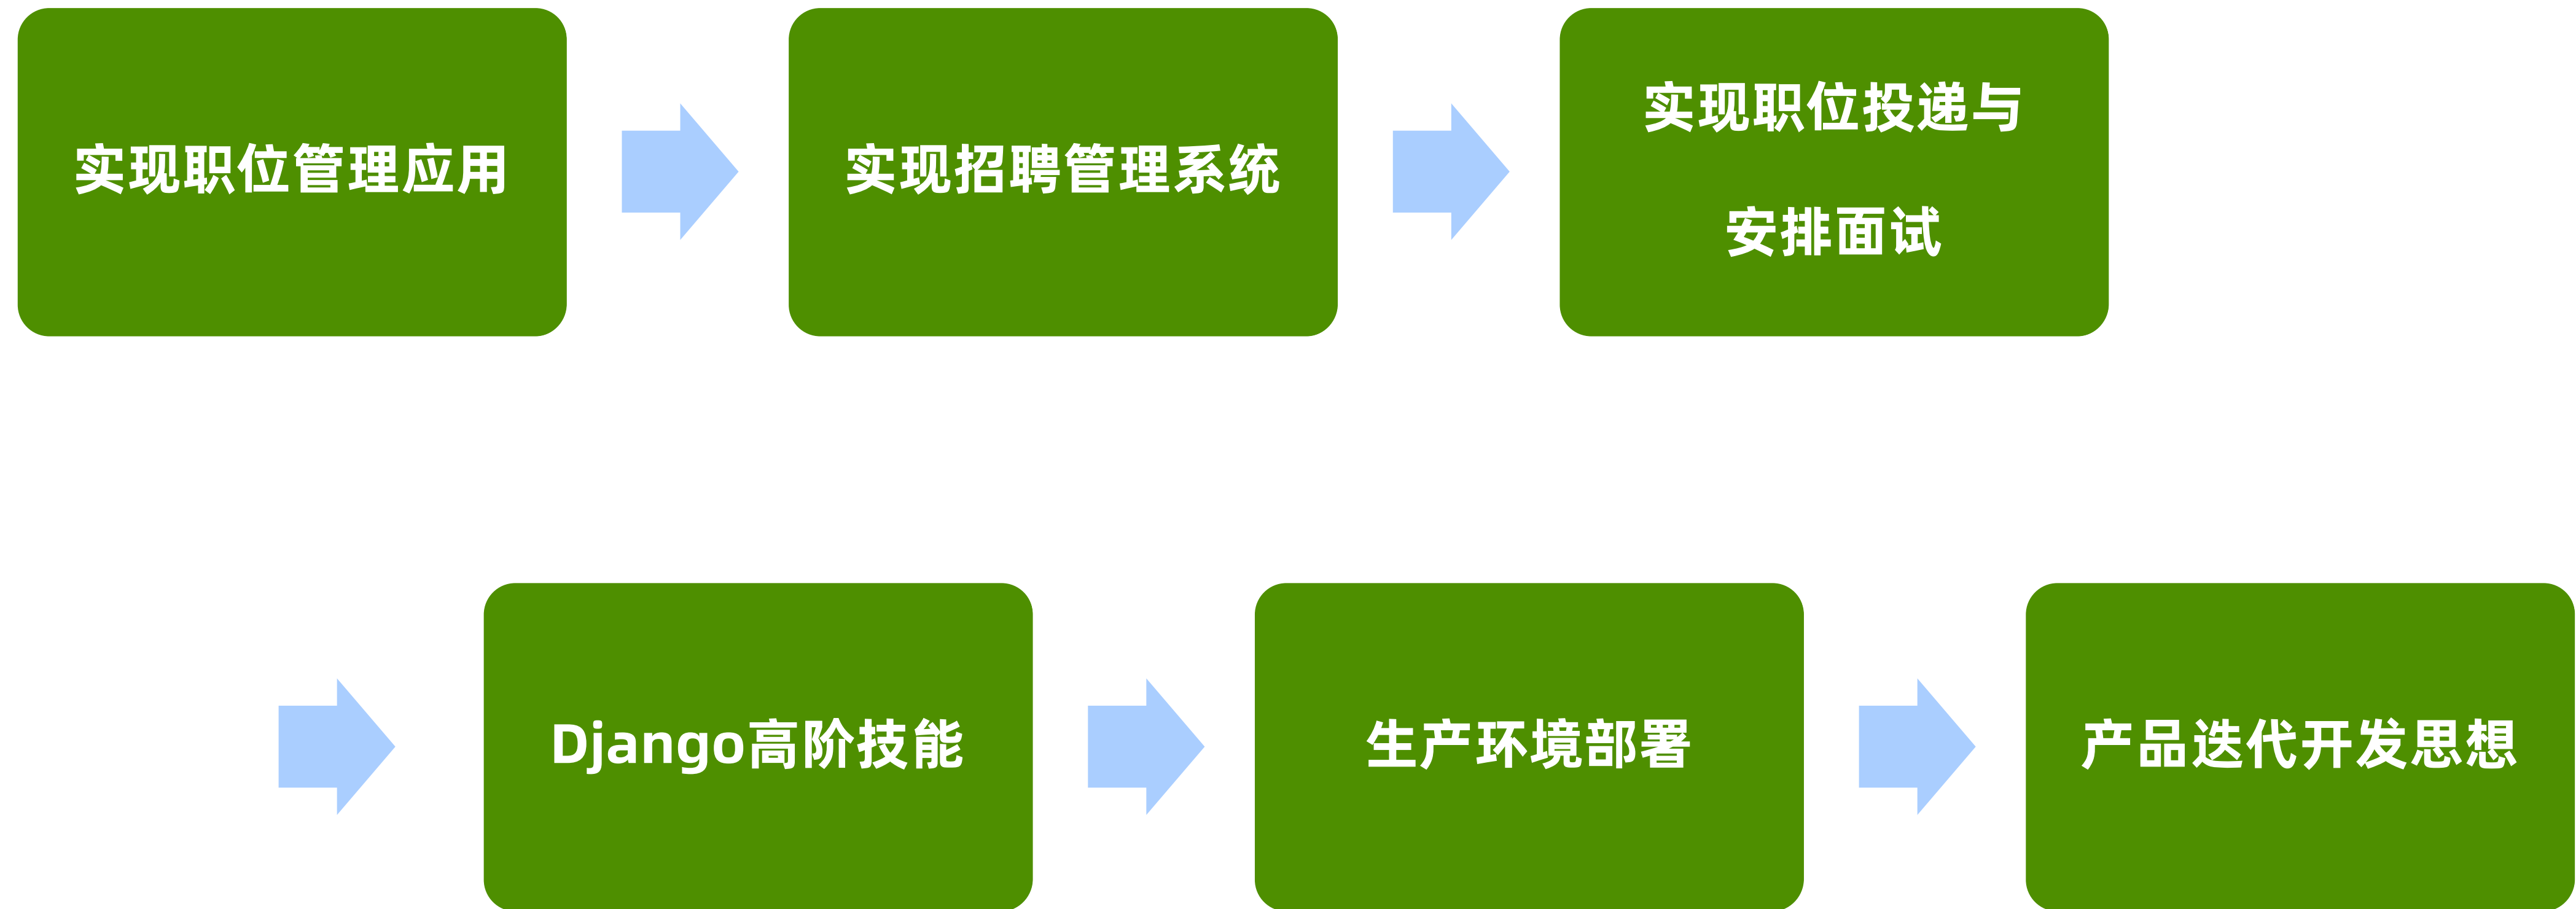 实现职位管理应用
实现招聘管理系统
实现职位投递与
安排面试
Django高阶技能
生产环境部署
产品迭代开发思想